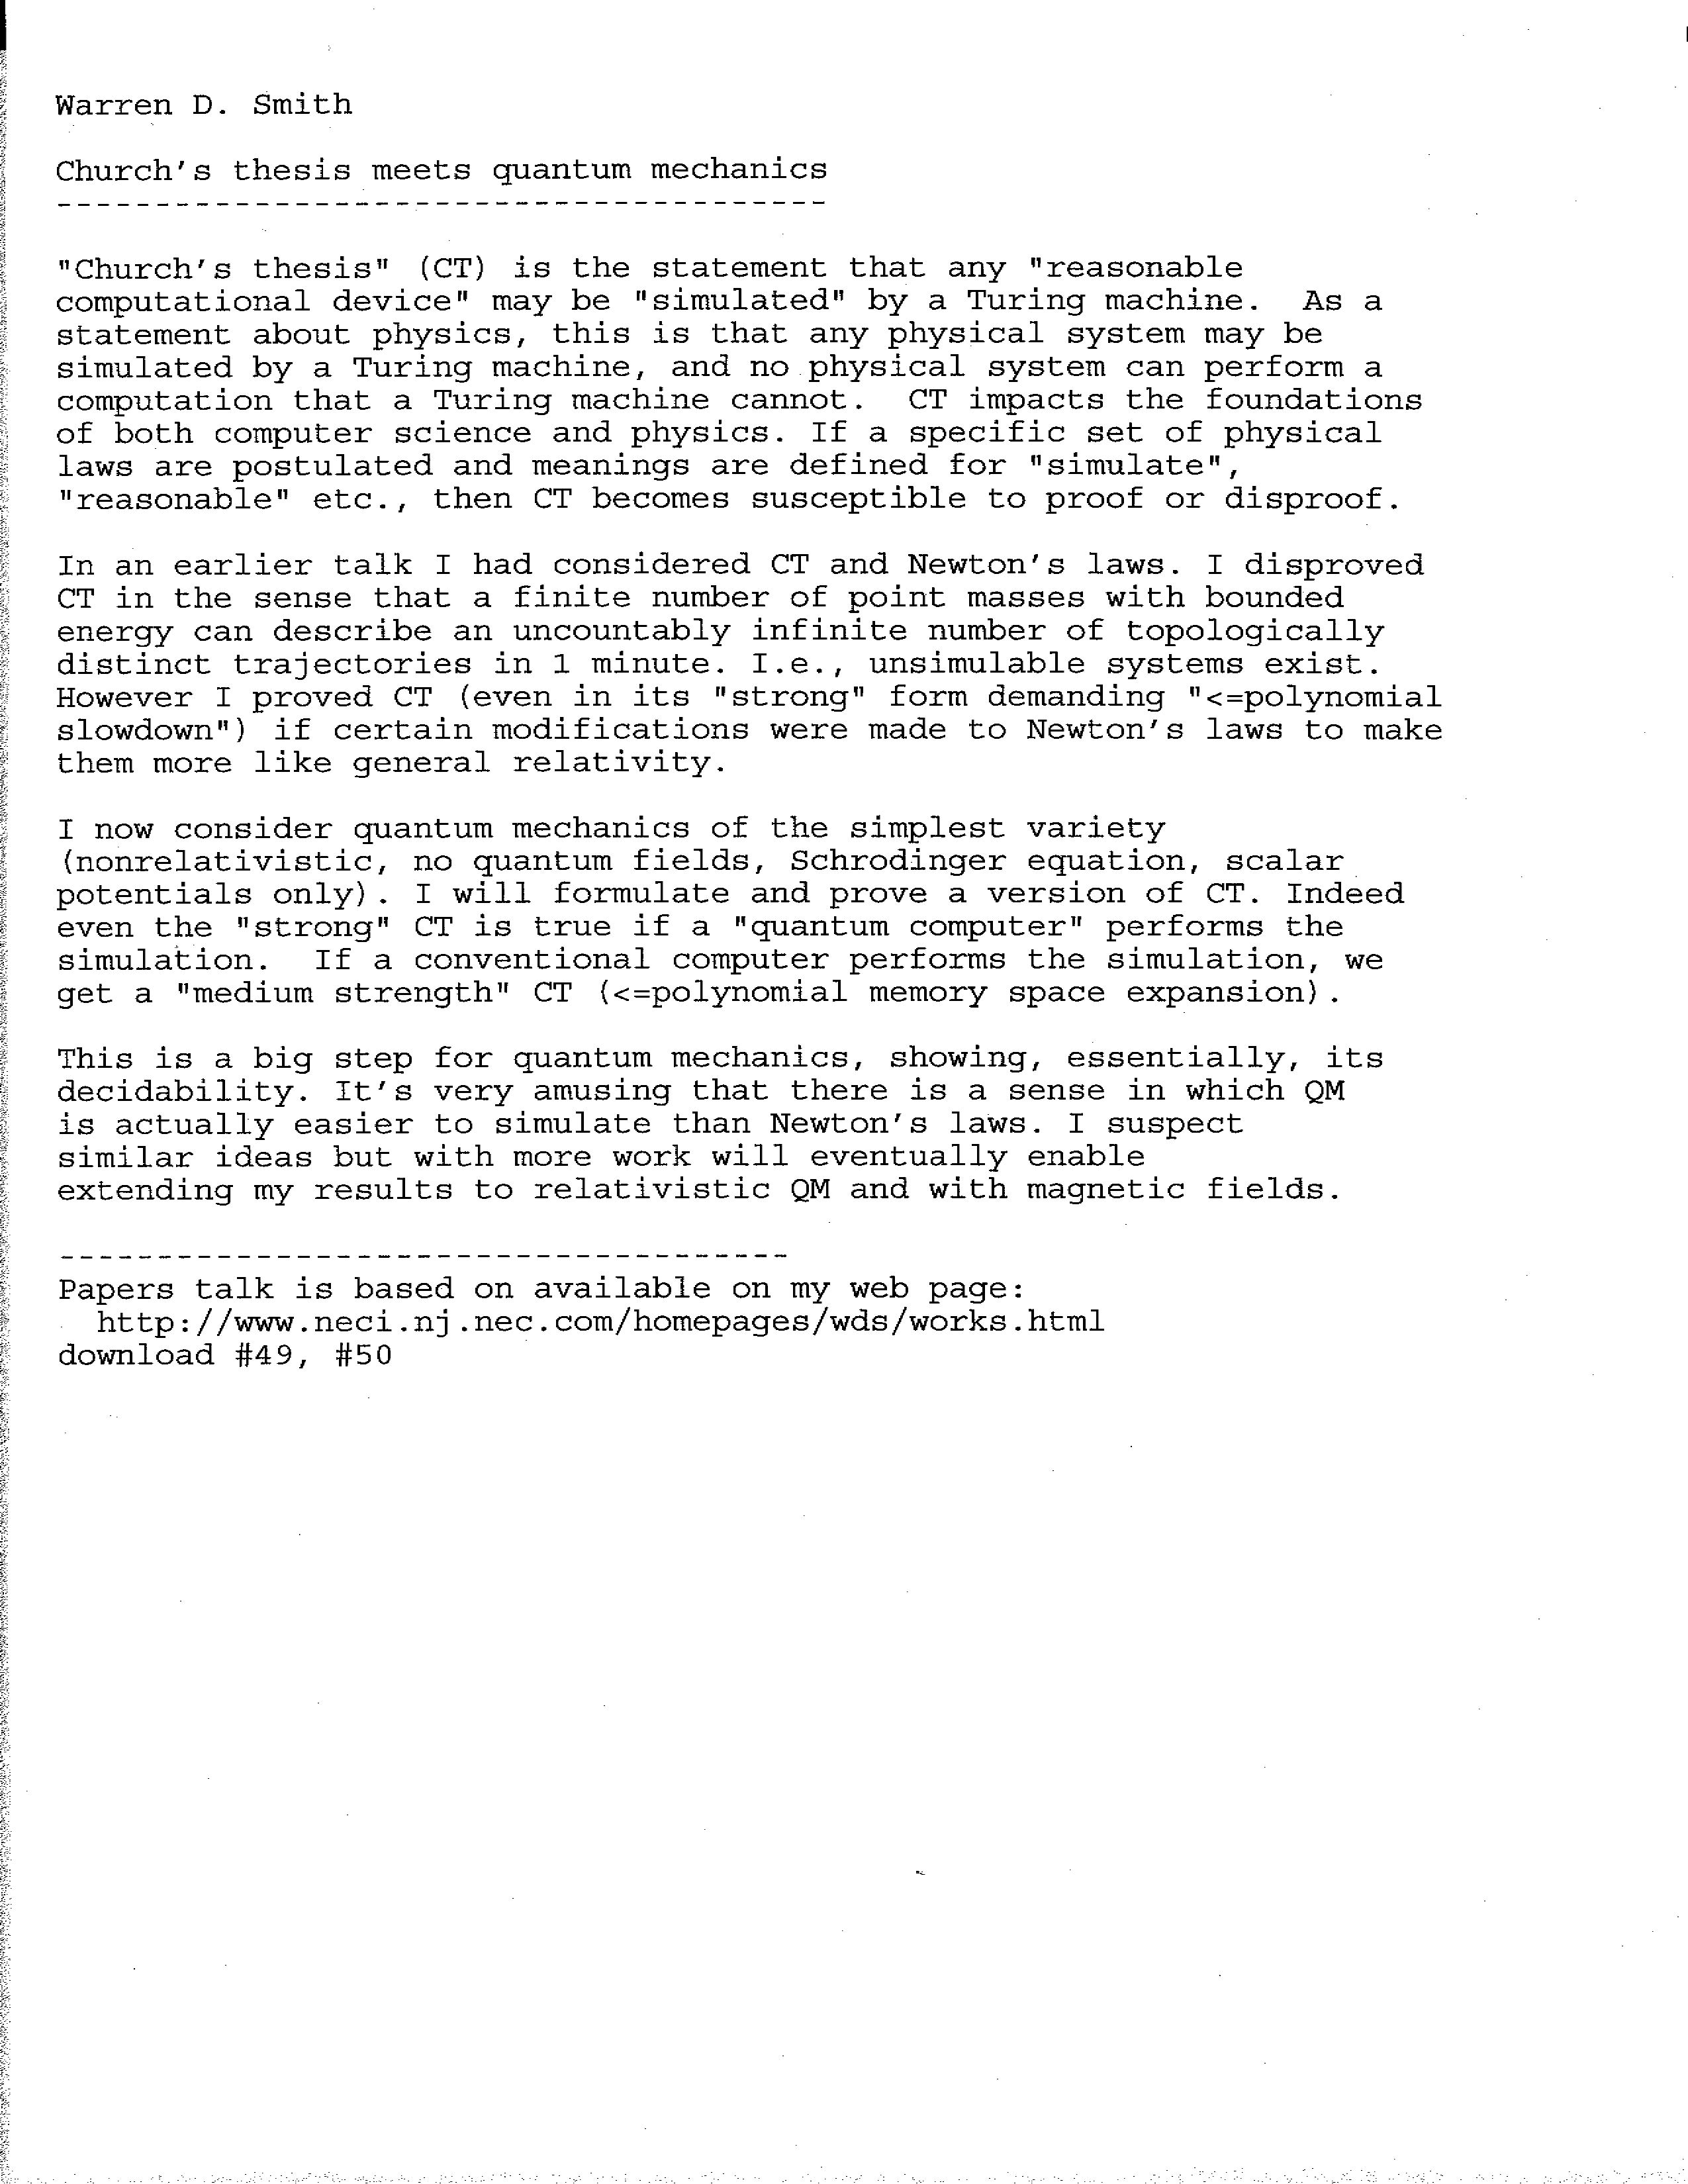 Warren D. Smith
Church's thesis meets quantum mechanics
---------------------------------------
"Church's thesis" (CT) is the statement that any "reasonable
computational device" may be "simulated" by a Turing machine.  As a
statement about physics, this is that any physical system may be
simulated by a Turing machine, and no physical system can perform a
computation that a Turing machine cannot.  CT impacts the foundations
of both computer science and physics. If a specific set of physical
laws are postulated and meanings are defined for "simulate",
"reasonable" etc., then CT becomes susceptible to proof or disproof.
In an earlier talk I had considered CT and Newton's laws. I disproved
CT in the sense that a finite number of point masses with bounded
energy can describe an uncountably infinite number of topologically
distinct trajectories in 1 minute. I.e., unsimulable systems exist.
However I proved CT (even in its "strong" form demanding "<=polynomial
slowdown") if certain modifications were made to Newton's laws to make
them more like general relativity.
I now consider quantum mechanics of the simplest variety
(nonrelativistic, no quantum fields, Schrodinger equation, scalar
potentials only). I will formulate and prove a version of CT. Indeed
even the "strong" CT is true if a "quantum computer" performs the
simulation.  If a conventional computer performs the simulation, we
get a "medium strength" CT (<=polynomial memory space expansion).
This is a big step for quantum mechanics, showing, essentially, its
decidability. It's very amusing that there is a sense in which QM
is actually easier to simulate than Newton's laws. I suspect
similar ideas but with more work will eventually enable
extending my results to relativistic QM and with magnetic fields.
-------------------------------------
Papers talk is based on available on my web page:
http://www.neci.nj.nec.com/homepages/wds/works.html
download #49, #50